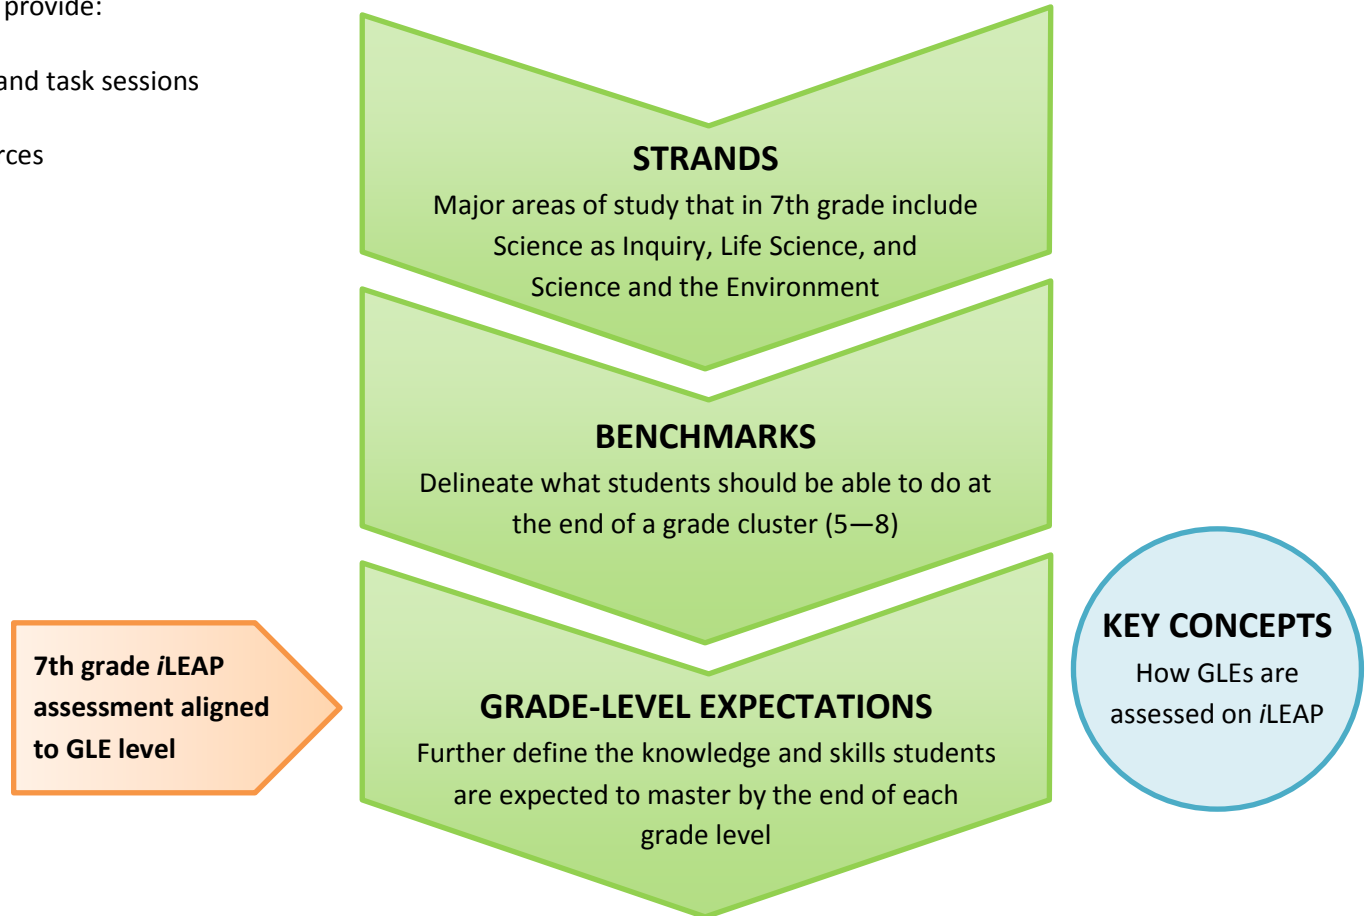 provide:
and task sessions
rces
STRANDS
Major areas of study that in 7th grade include
Science as Inquiry, Life Science, and
Science and the Environment
BENCHMARKS
Delineate what students should be able to do at
the end of a grade cluster (5—8)
7th grade iLEAP
assessment aligned
to GLE level
GRADE-LEVEL EXPECTATIONS
Further define the knowledge and skills students
are expected to master by the end of each
grade level
KEY CONCEPTS
How GLEs are
assessed on iLEAP